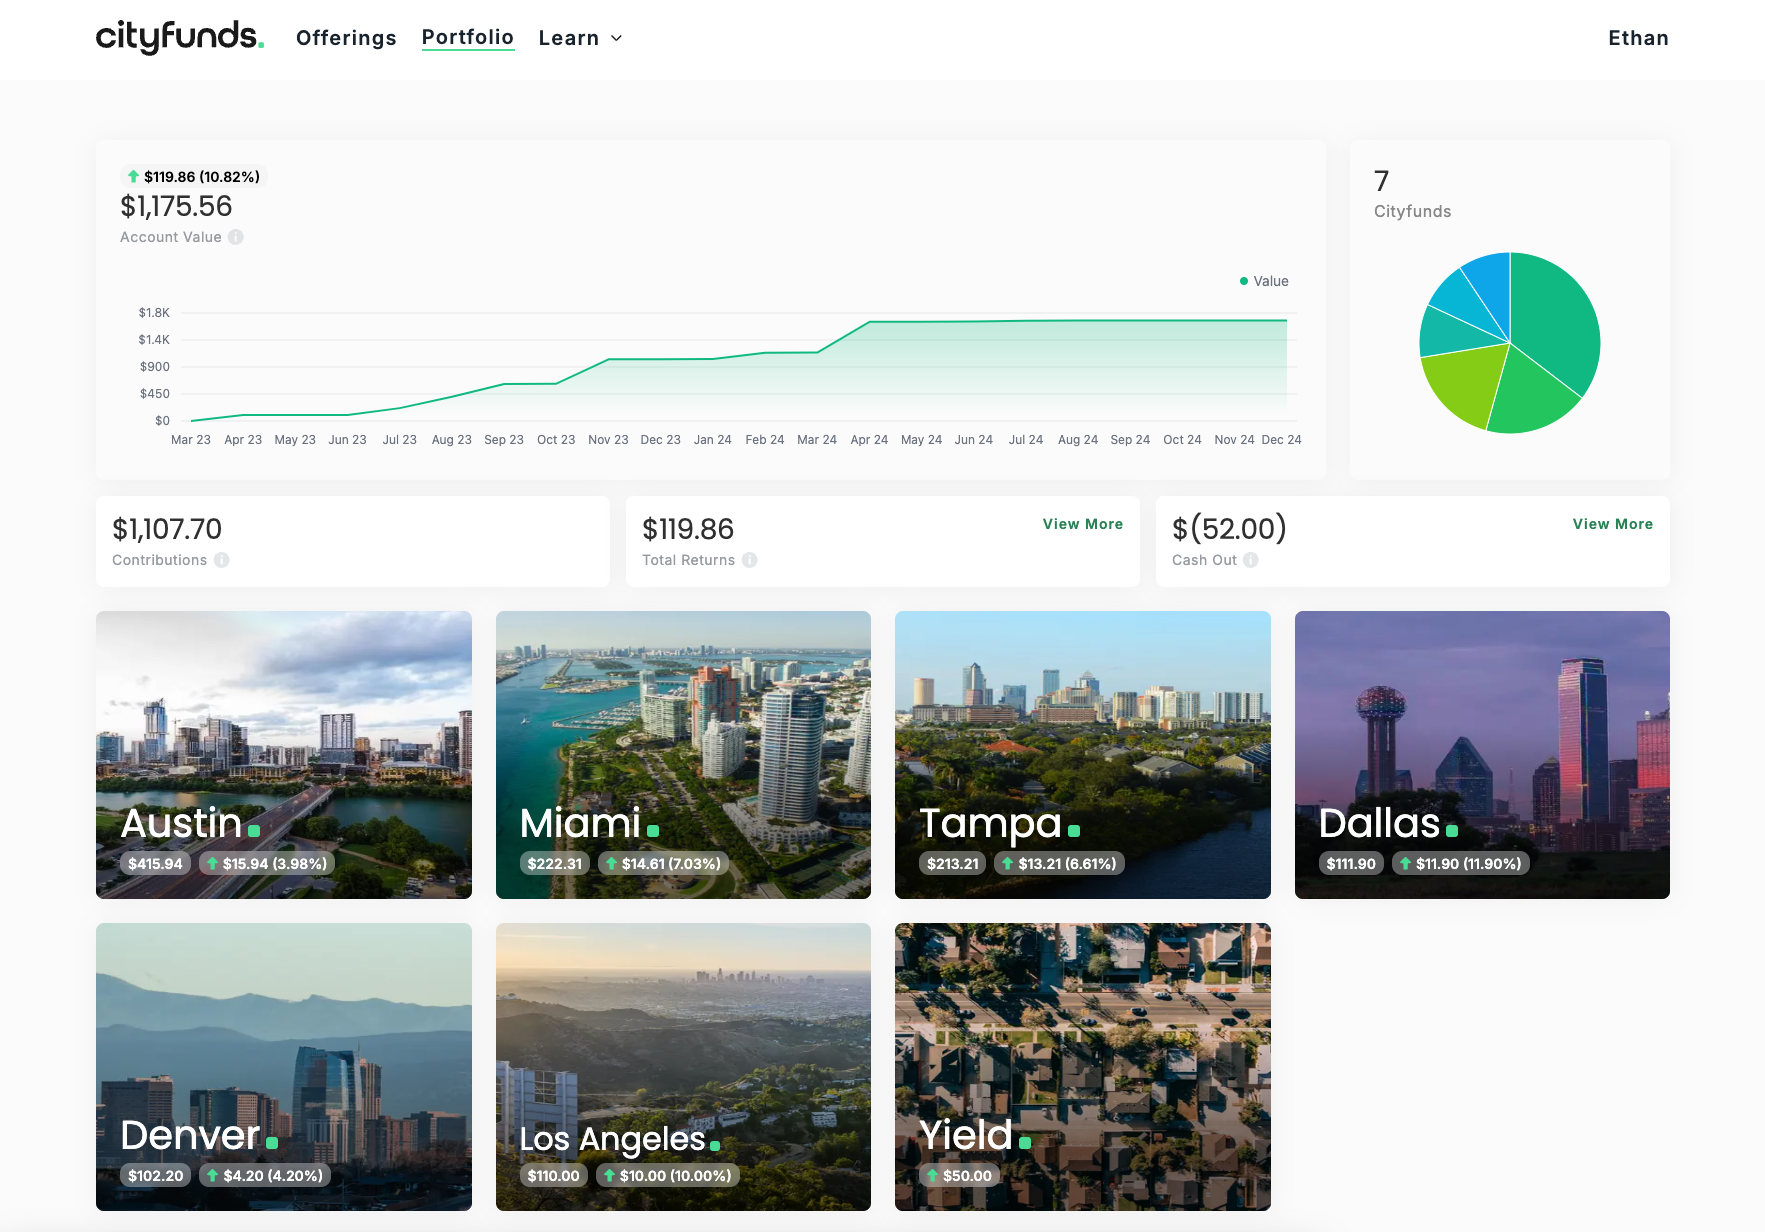 cityfunds.
Offerings
Portfolio
Learn
Ethan
$119.86 (10.82%)
$1,175.56
Account Value
Value
$1.8K
$1.4K
$900
$450
$0
Mar 23 Apr 23 May 23 Jun 23 Jul 23 Aug 23 Sep 23 Oct 23 Nov 23 Dec 23 Jan 24 Feb 24 Mar 24 Apr 24 May 24 Jun 24 Jul 24 Aug 24 Sep 24 Oct 24 Nov 24 Dec 24
7
Cityfunds
$1,107.70
Contributions
$119.86
View More
Total Returns
$(52.00)
View More
Cash Out
Austin.
$415.94 $15.94 (3.98%)
Miami.
$222.31 $14.61 (7.03%)
Tampa.
$213.21 $13.21 (6.61%)
Dallas.
$111.90 $11.90 (11.90%)
Denver.
$102.20 $4.20 (4.20%)
Los Angeles.
$110.00 $10.00 (10.00%)
Yield.
$50.00